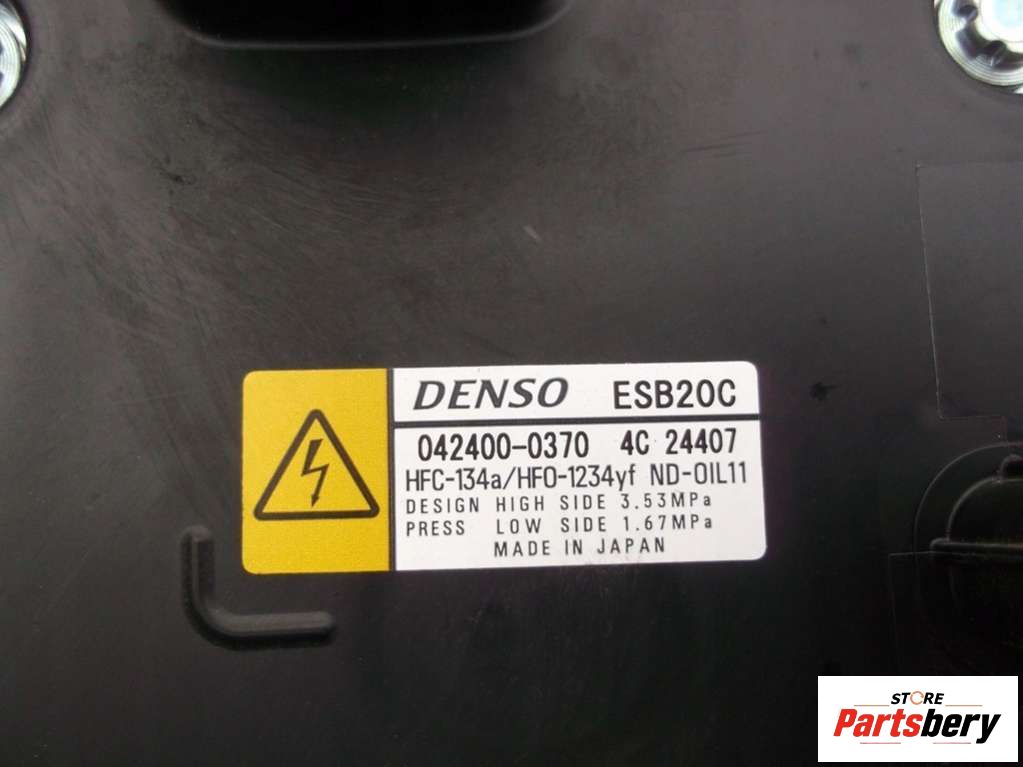 DENSO ESB20C
042400-0370 4C 24407
HFC-134a/HFO-1234yf ND-OIL11
DESIGN HIGH SIDE 3.53MPa
PRESS LOW SIDE 1.67MPa
MADE IN JAPAN
STORE
Partsbery